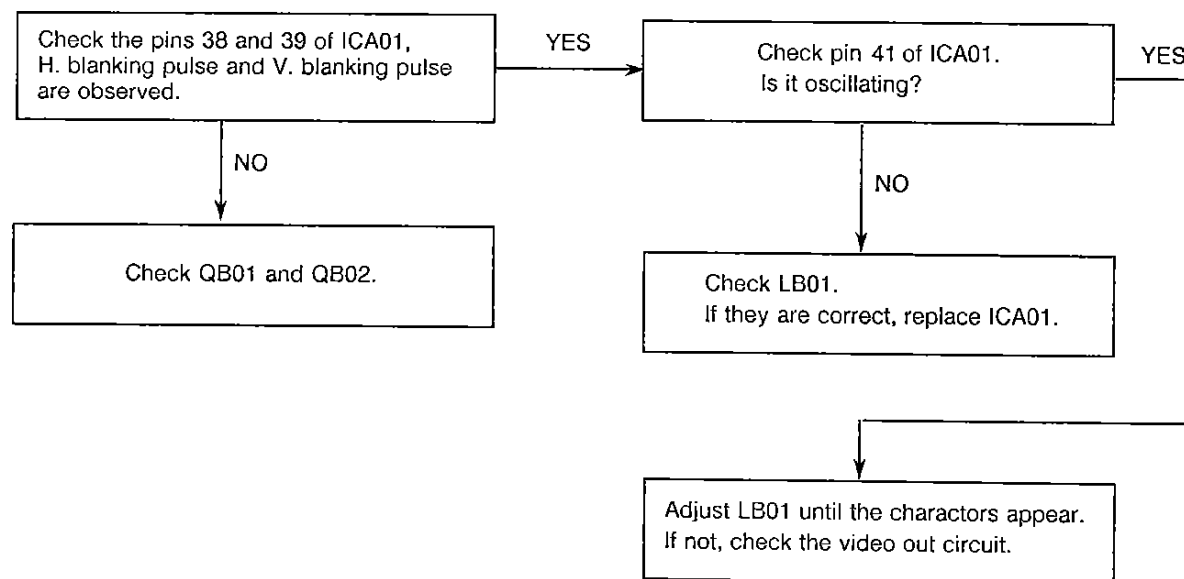 Check the pins 38 and 39 of ICA01,
H. blanking pulse and V. blanking pulse
are observed.
YES
Check pin 41 of ICA01.
Is it oscillating?
YES
NO
Check QB01 and QB02.
NO
Check LB01.
If they are correct, replace ICA01.
Adjust LB01 until the charactors appear.
If not, check the video out circuit.